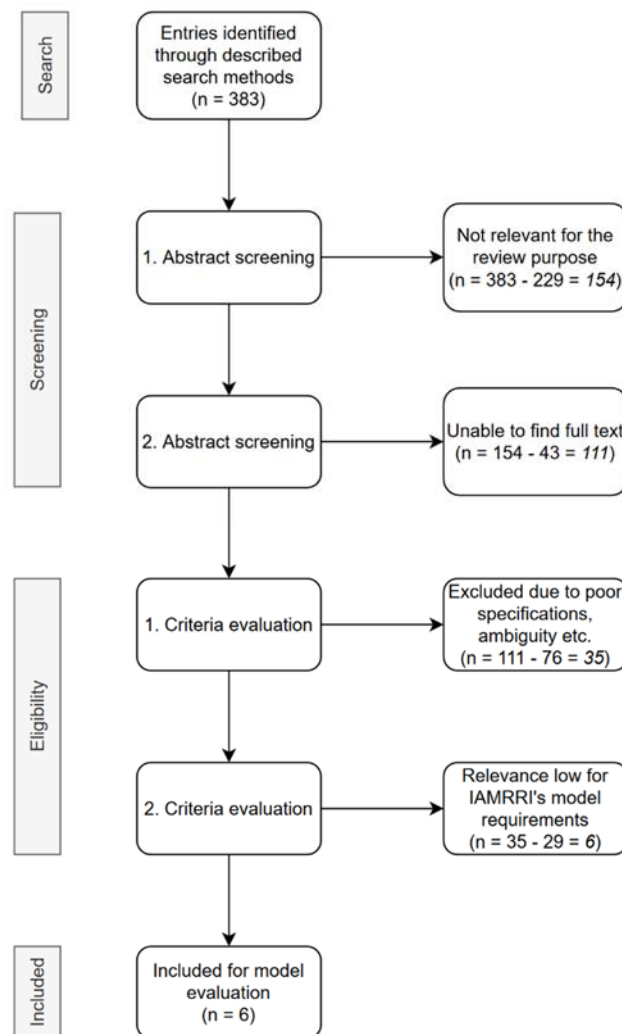 Search
Entries identified
through described
search methods
(n = 383)
Screening
1. Abstract screening
Not relevant for the
review purpose
(n = 383 - 229 = 154)
2. Abstract screening
Unable to find full text
(n = 154 - 43 = 111)
Eligibility
1. Criteria evaluation
Excluded due to poor
specifications,
ambiguity etc.
(n = 111 - 76 = 35)
2. Criteria evaluation
Relevance low for
IAMRRI's model
requirements
(n = 35 - 29 = 6)
Included
Included for model
evaluation
(n = 6)